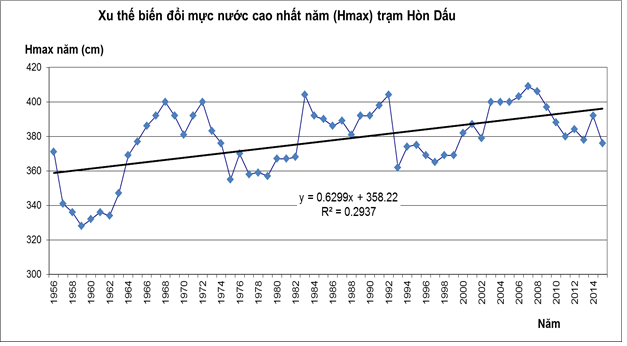 Xu thế biến đổi mực nước cao nhất năm (Hmax) trạm Hòn Dấu
Hmax năm (cm)
420
400
380
360
340
320
300
y = 0.6299x + 358.22
R² = 0.2937
1956 1958 1960 1962 1964 1966 1968 1970 1972 1974 1976 1978 1980 1982 1984 1986 1988 1990 1992 1994 1996 1998 2000 2002 2004 2006 2008 2010 2012 2014
Năm